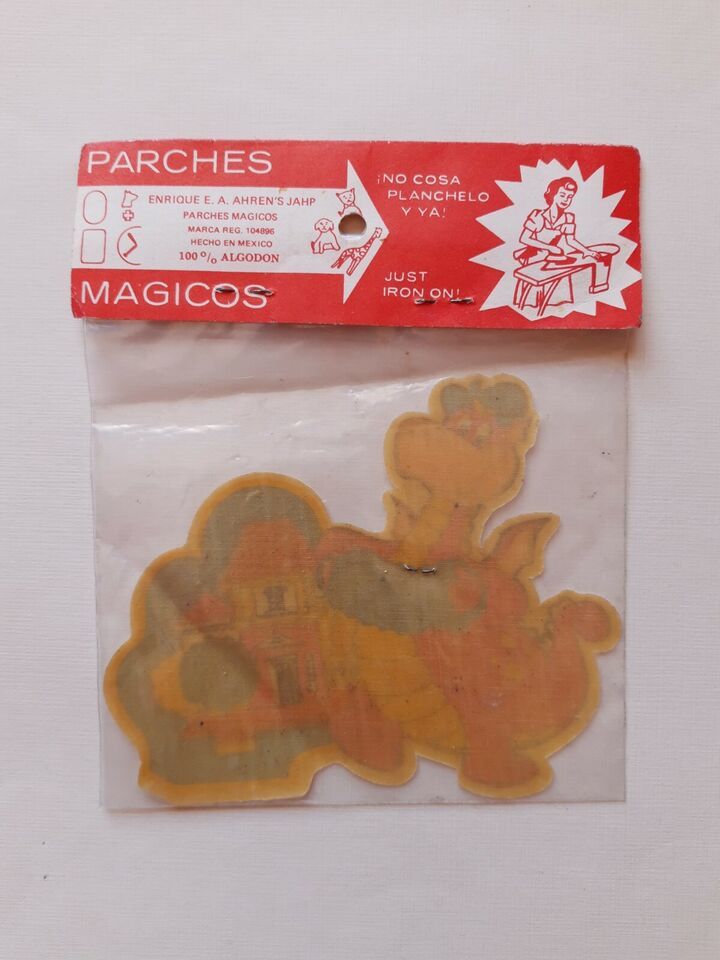 PARCHES
ENRIQUE E. A. AHREN'S JAHP
PARCHES MAGICOS
MARCA REG. 104896
HECHO EN MEXICO
100% ALGODON
MAGICOS
¡NO COSA
PLANCHELO
Y YA!
JUST
IRON ON!